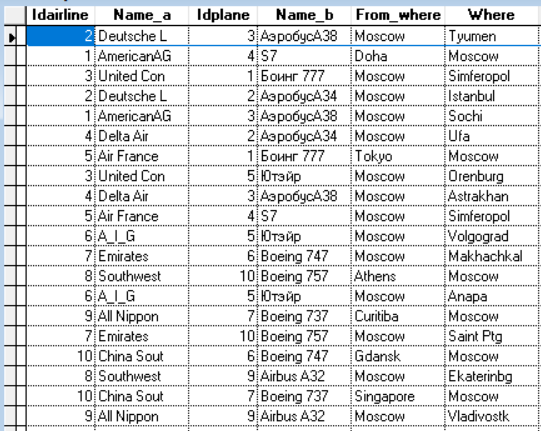 Idairline Name_a Idplane Name_b From_where Where
2 Deutsche L 3 АэробусА38 Moscow Tyumen
1 AmericanAG 4 S7 Doha Moscow
3 United Con 1 Боинг 777 Moscow Simferopol
2 Deutsche L 2 АэробусА34 Moscow Istanbul
1 AmericanAG 3 АэробусА38 Moscow Sochi
4 Delta Air 2 АэробусА34 Moscow Ufa
5 Air France 1 Боинг 777 Tokyo Moscow
3 United Con 5 Ютэйр Moscow Orenburg
4 Delta Air 3 АэробусА38 Moscow Astrakhan
5 Air France 4 S7 Moscow Simferopol
6 A_I_G 5 Ютэйр Moscow Volgograd
7 Emirates 6 Boeing 747 Moscow Makhachkal
8 Southwest 10 Boeing 757 Athens Moscow
6 A_I_G 5 Ютэйр Moscow Anapa
9 All Nippon 7 Boeing 737 Curitiba Moscow
7 Emirates 10 Boeing 757 Moscow Saint Ptg
10 China Sout 6 Boeing 747 Gdansk Moscow
8 Southwest 9 Airbus A32 Moscow Ekaterinbg
10 China Sout 7 Boeing 737 Singapore Moscow
9 All Nippon 9 Airbus A32 Moscow Vladivostk